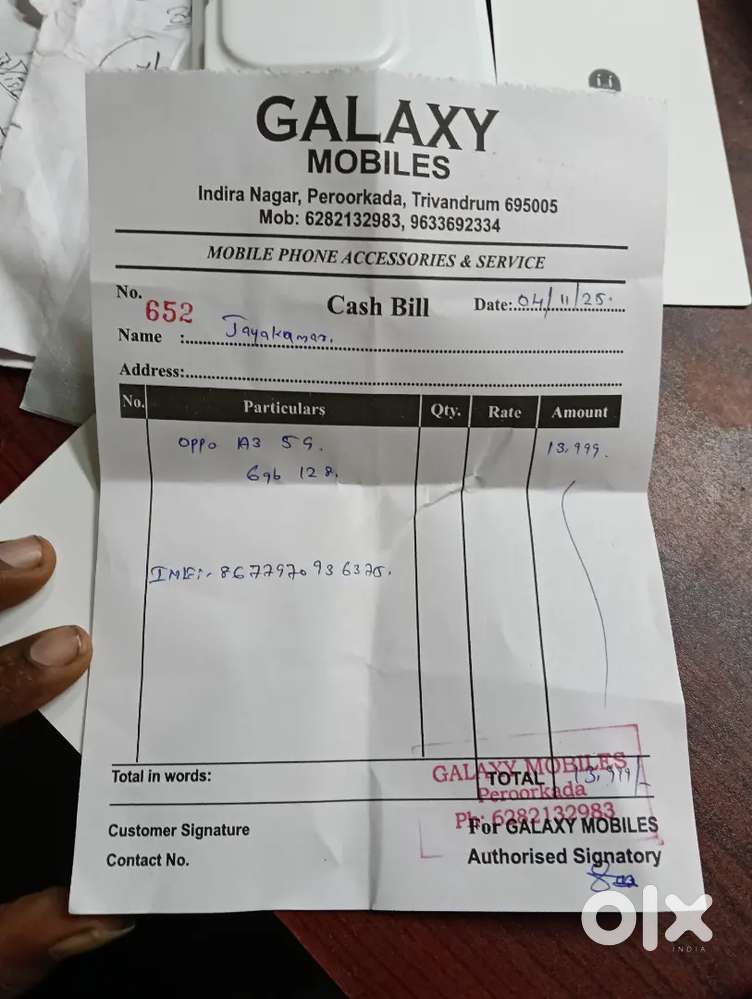 GALAXY
MOBILES
Indira Nagar, Peroorkada, Trivandrum 695005
Mob: 6282132983, 9633692334
MOBILE PHONE ACCESSORIES & SERVICE
No. 652 Cash Bill Date: 04/11/25.
Name : Jayakumar.
Address:
No. Particulars Qty. Rate Amount
Oppo A3 5G. 13,999.
6gb 128.
IMEI:- 867797093 6375.
Total in words: TOTAL 13,999/-
GALAXY MOBILES
Peroorkada
Ph: 6282132983
Customer Signature For GALAXY MOBILES
Contact No. Authorised Signatory
olx
INDIA